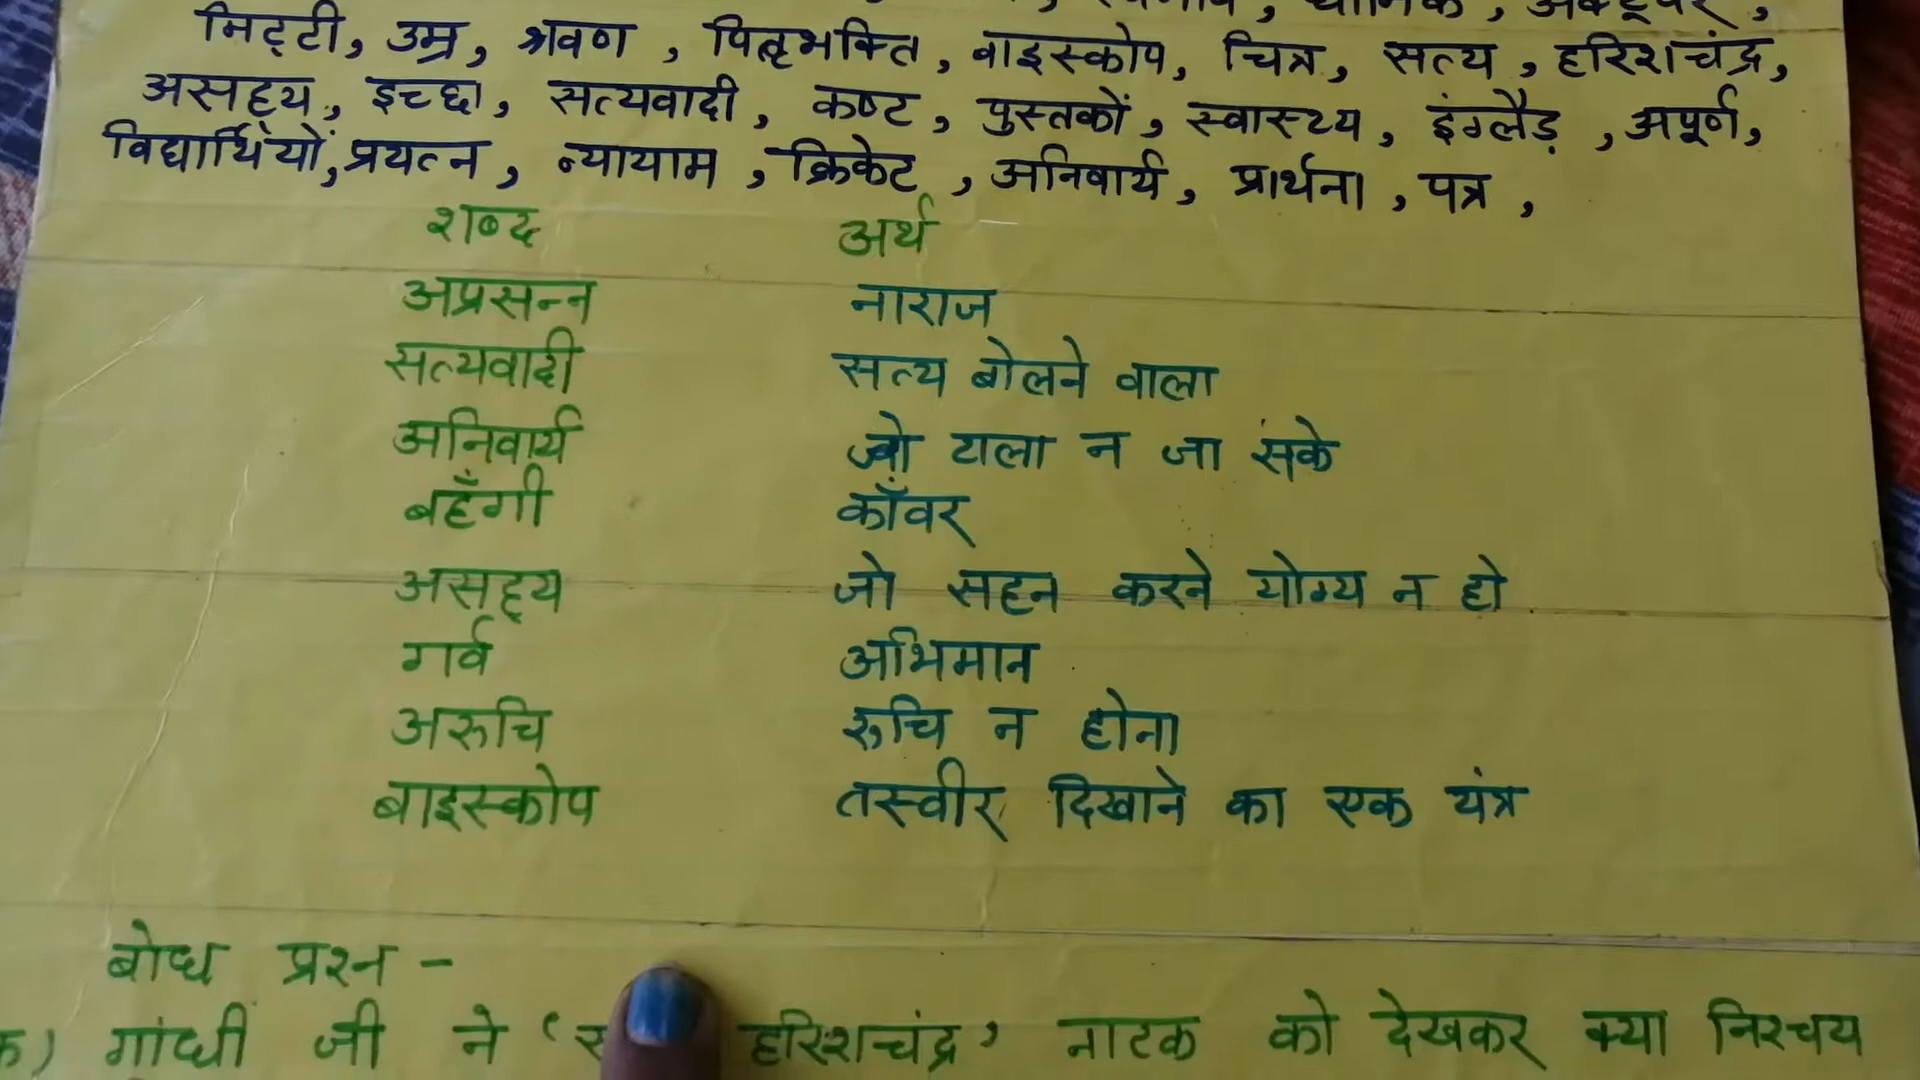 मिट्टी, उम्र, श्रवण, पितृभक्ति, वाइस्कोप, चित्र, सत्य, हरिशचंद्र,
असह्य, इच्छा, सत्यवादी, कष्ट, पुस्तकों, स्वास्थ्य, इंग्लैंड़, अपूर्ण,
विद्यार्थियों, प्रयत्न, व्यायाम, क्रिकेट, अनिवार्य, प्रार्थना, पत्र,
शब्द अर्थ
अप्रसन्न नाराज
सत्यवादी सत्य बोलने वाला
अनिवार्य जो टाला न जा सके
बहँगी काँवर
असह्य जो सहन करने योग्य न हो
गर्व अभिमान
अरुचि रुचि न होना
बाइस्कोप तस्वीर दिखाने का एक यंत्र
बोध प्रश्न -
क) गांधी जी ने ' हरिशचंद्र' नाटक को देखकर क्या निश्चय